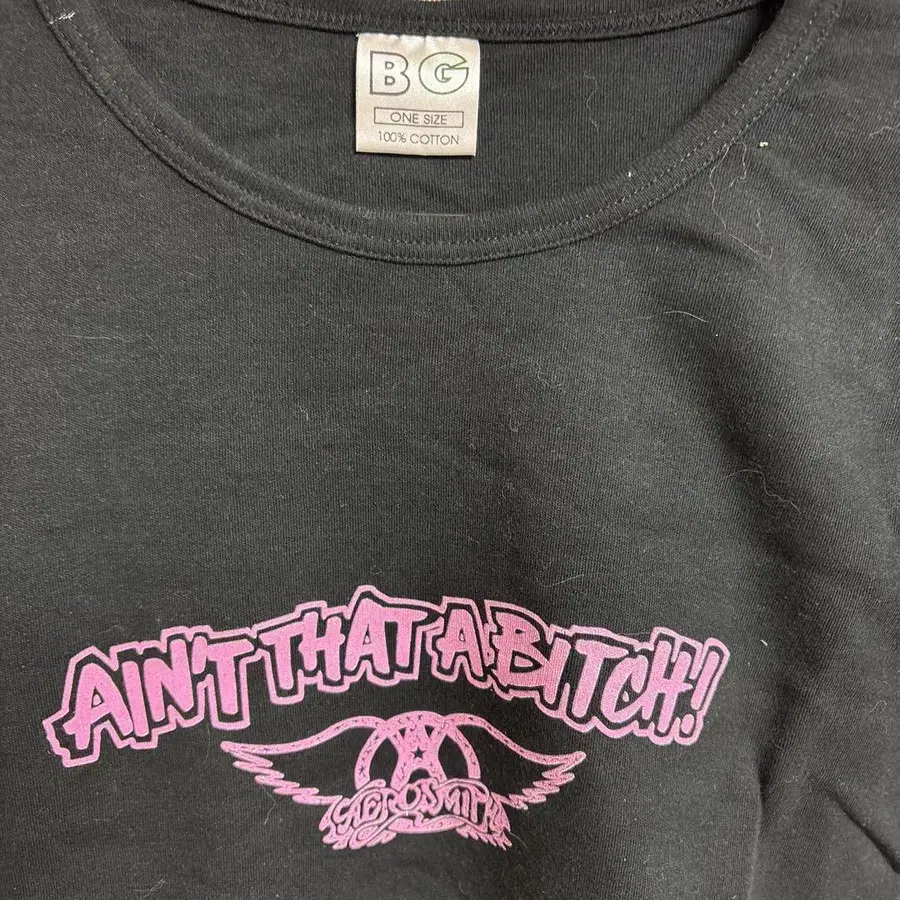 BG
ONE SIZE
100% COTTON
AIN'T THAT A BITCH!
A
AEROSMITH